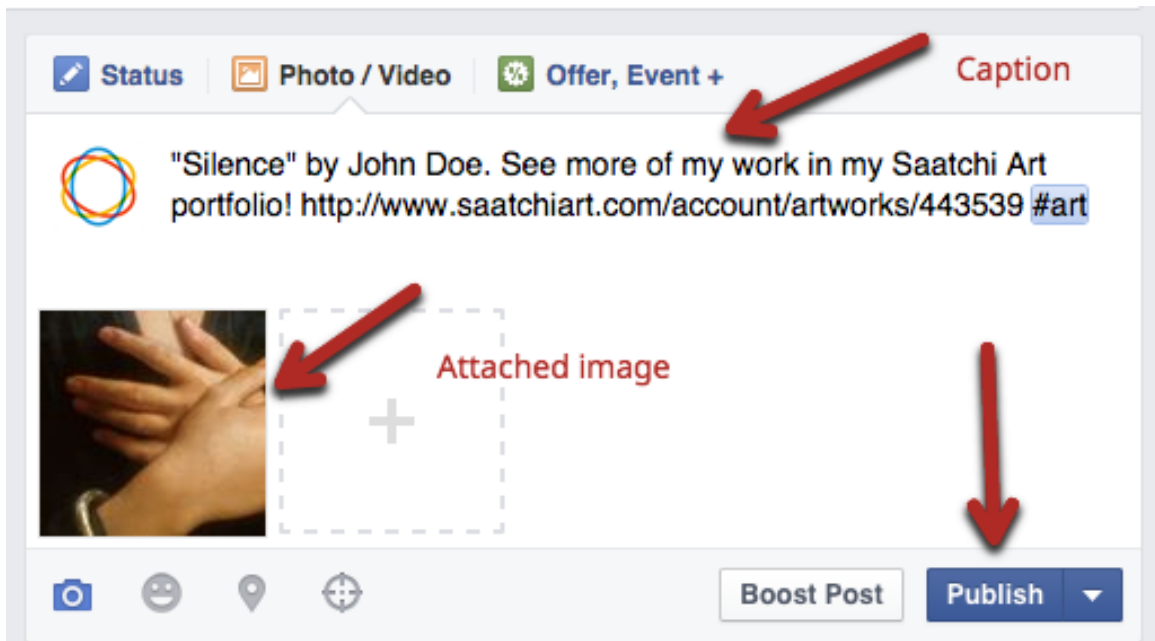 Status Photo / Video Offer, Event +
Caption
"Silence" by John Doe. See more of my work in my Saatchi Art
portfolio! http://www.saatchiart.com/account/artworks/443539 #art
Attached image
Boost Post Publish